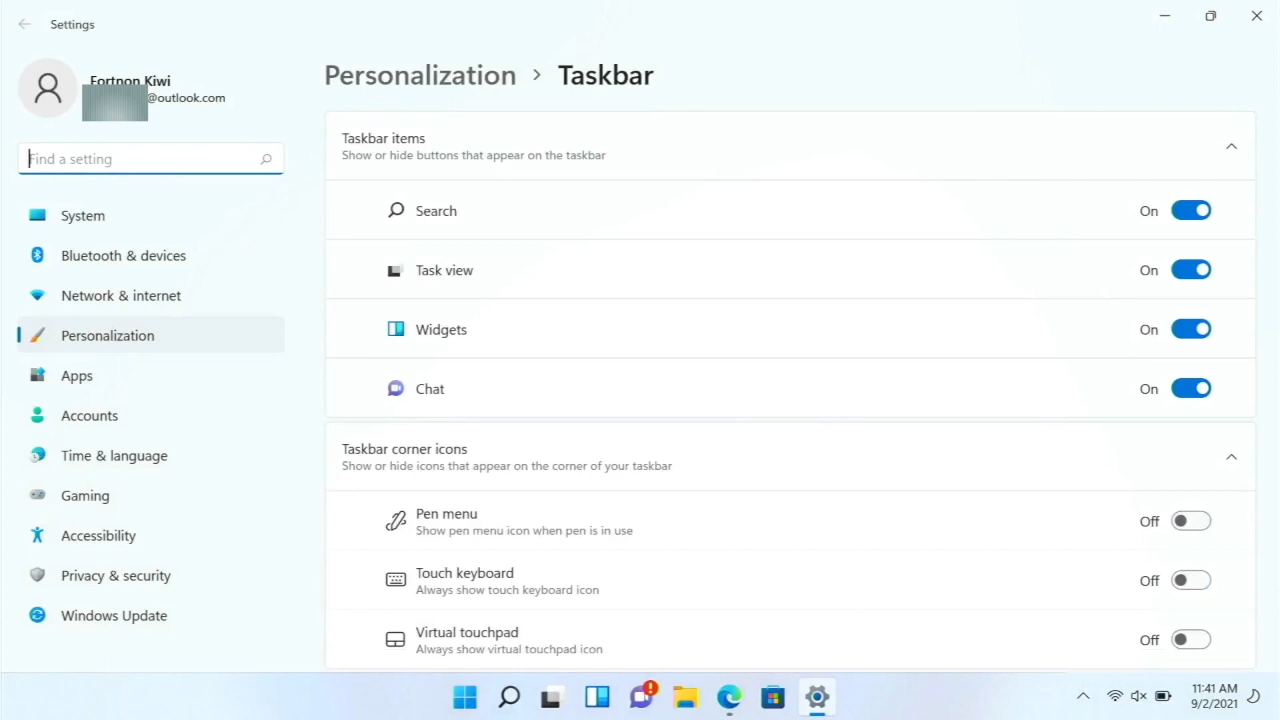 Settings
Fortnon Kiwi
@outlook.com
Find a setting
System
Bluetooth & devices
Network & internet
Personalization
Apps
Accounts
Time & language
Gaming
Accessibility
Privacy & security
Windows Update
Personalization > Taskbar
Taskbar items
Show or hide buttons that appear on the taskbar
Search On
Task view On
Widgets On
Chat On
Taskbar corner icons
Show or hide icons that appear on the corner of your taskbar
Pen menu
Show pen menu icon when pen is in use
Off
Touch keyboard
Always show touch keyboard icon
Off
Virtual touchpad
Always show virtual touchpad icon
Off
11:41 AM
9/2/2021